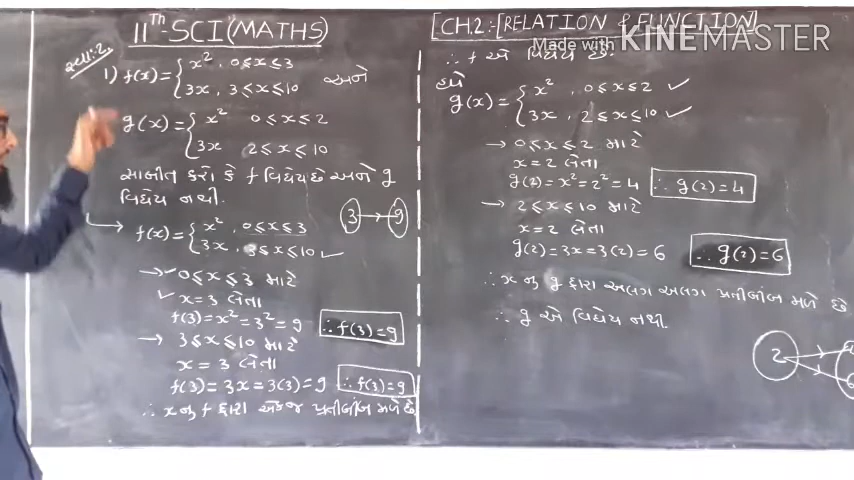 11Th-SCI (MATHS)
[CH.2:-[RELATION & FUNCTION]
Made with KINEMASTER
1) f(x)={ x², 0≤x≤3
3x, 3≤x≤10 અને
g(x)={ x² 0≤x≤2
3x 2≤x≤10
સાબીત કરો કે f વિધેય છે અને g
વિધેય નથી.
f(x)={ x², 0≤x≤3
3x, 3≤x≤10 ✓
3→9
→ 0≤x≤3 માટે
✓ x=3 લેતા
f(3)=x²=3²=9 ∴f(3)=9
→ 3≤x≤10 માટે
x=3 લેતા
f(3)=3x=3(3)=9 ∴f(3)=9
∴ x નુ f દ્વારા એકજ પ્રતીબીંબ મળે છે
∴ f એ વિધેય છે.
હવે
g(x)={ x², 0≤x≤2 ✓
3x, 2≤x≤10 ✓
→ 0≤x≤2 માટે
x=2 લેતા
g(2)=x²=2²=4 ∴g(2)=4
→ 2≤x≤10 માટે
x=2 લેતા
g(2)=3x=3(2)=6 ∴g(2)=6
∴ x નુ g દ્વારા અલગ અલગ પ્રતીબીંબ મળે છે
∴ g એ વિધેય નથી.
2